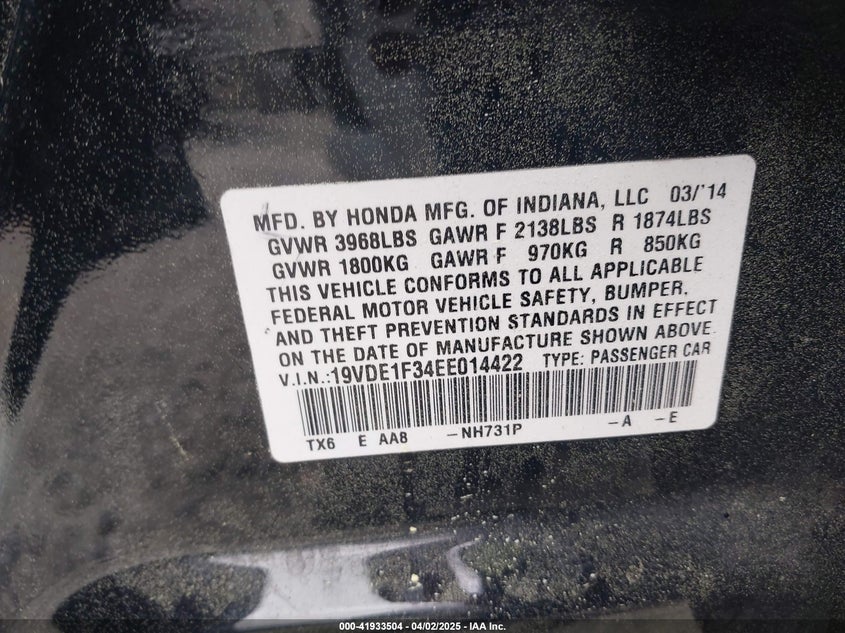 MFD. BY HONDA MFG. OF INDIANA, LLC 03/'14
GVWR 3968LBS GAWR F 2138LBS R 1874LBS
GVWR 1800KG GAWR F 970KG R 850KG
THIS VEHICLE CONFORMS TO ALL APPLICABLE
FEDERAL MOTOR VEHICLE SAFETY, BUMPER,
AND THEFT PREVENTION STANDARDS IN EFFECT
ON THE DATE OF MANUFACTURE SHOWN ABOVE.
V.I.N.:19VDE1F34EE014422 TYPE: PASSENGER CAR
TX6 E AA8 -NH731P -A -E
000-41933504 - 04/02/2025 - IAA Inc.